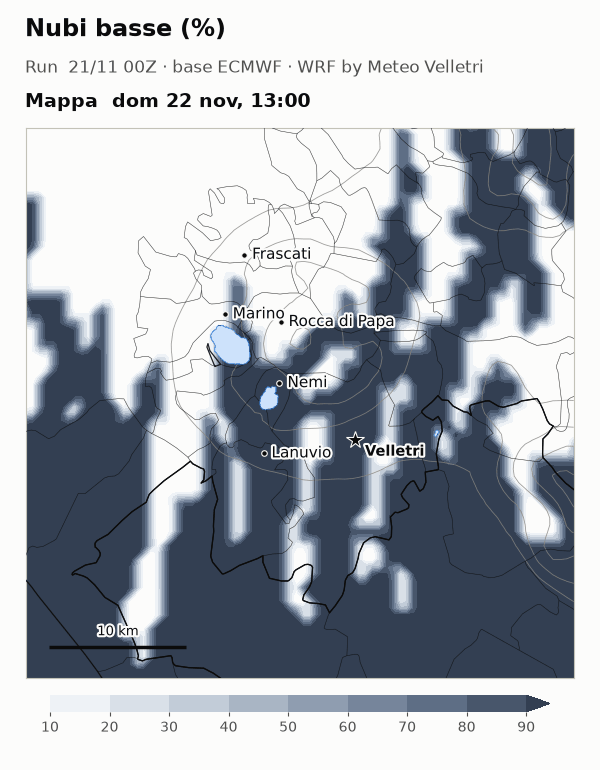 Nubi basse (%)
Run 21/11 00Z · base ECMWF · WRF by Meteo Velletri
Mappa dom 22 nov, 13:00
Frascati
Marino
Rocca di Papa
Nemi
Lanuvio
Velletri
10 km
10 20 30 40 50 60 70 80 90